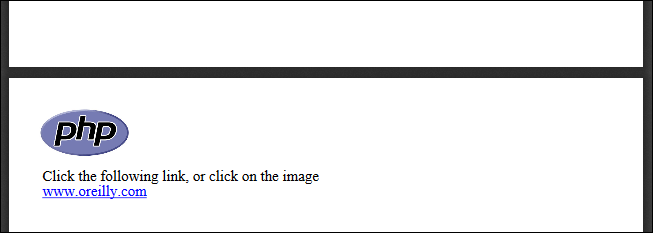 php
Click the following link, or click on the image
www.oreilly.com